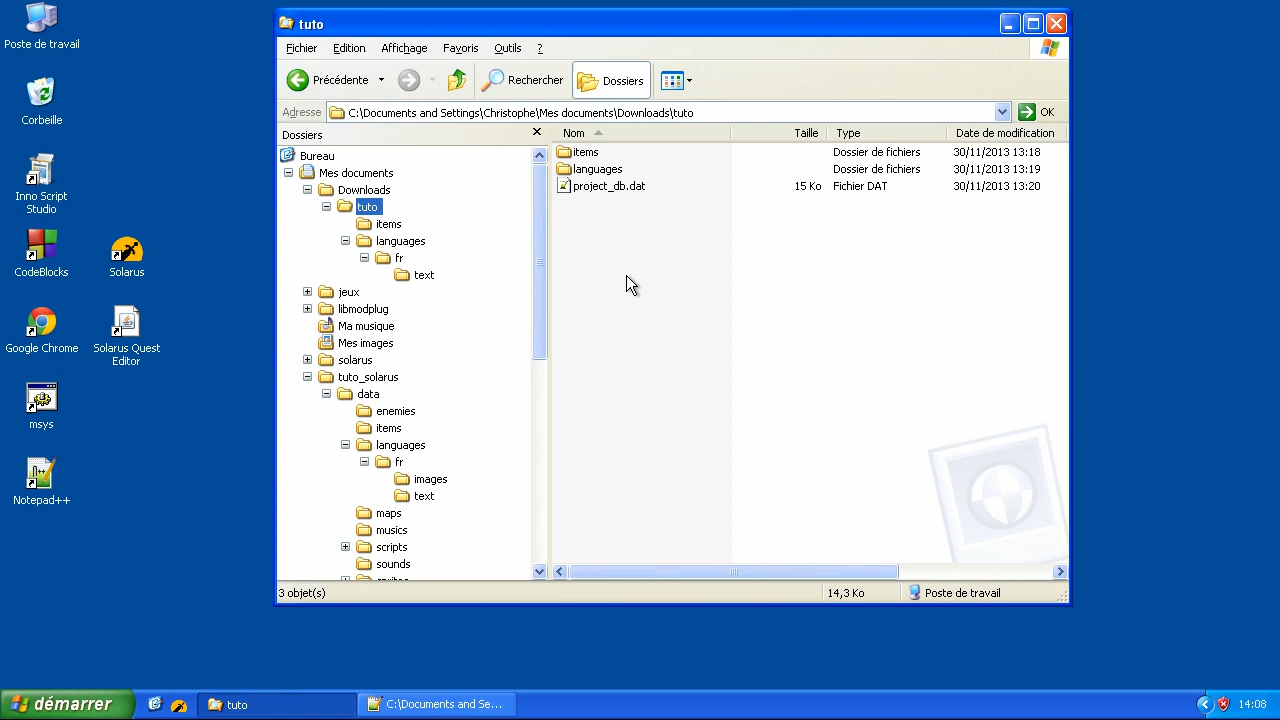 Poste de travail
Corbeille
Inno Script
Studio
CodeBlocks
Solarus
Google Chrome
Solarus Quest
Editor
msys
Notepad++
tuto
Fichier Edition Affichage Favoris Outils ?
Précédente Rechercher Dossiers
Adresse C:\Documents and Settings\Christophe\Mes documents\Downloads\tuto OK
Dossiers
Bureau
Mes documents
Downloads
tuto
items
languages
fr
text
jeux
libmodplug
Ma musique
Mes images
solarus
tuto_solarus
data
enemies
items
languages
fr
images
text
maps
musics
scripts
sounds
Nom Taille Type Date de modification
items Dossier de fichiers 30/11/2013 13:18
languages Dossier de fichiers 30/11/2013 13:19
project_db.dat 15 Ko Fichier DAT 30/11/2013 13:20
3 objet(s) 14,3 Ko Poste de travail
démarrer tuto C:\Documents and Se... 14:08